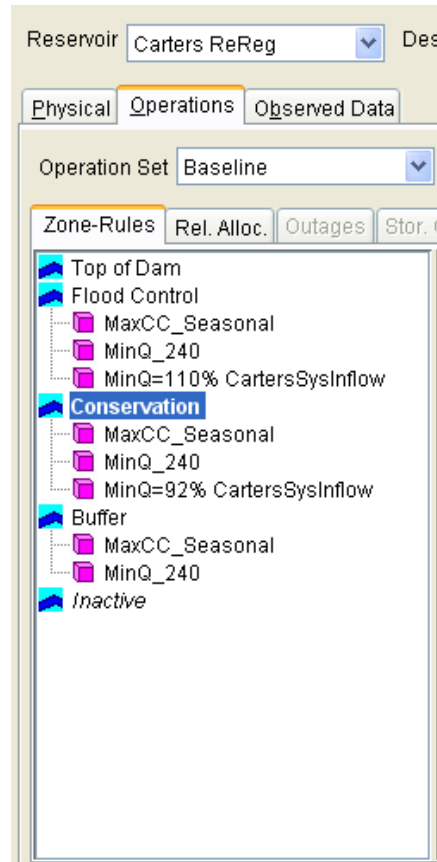 Reservoir Carters ReReg Des
Physical Operations Observed Data
Operation Set Baseline
Zone-Rules Rel. Alloc. Outages Stor.
Top of Dam
Flood Control
MaxCC_Seasonal
MinQ_240
MinQ=110% CartersSysInflow
Conservation
MaxCC_Seasonal
MinQ_240
MinQ=92% CartersSysInflow
Buffer
MaxCC_Seasonal
MinQ_240
Inactive